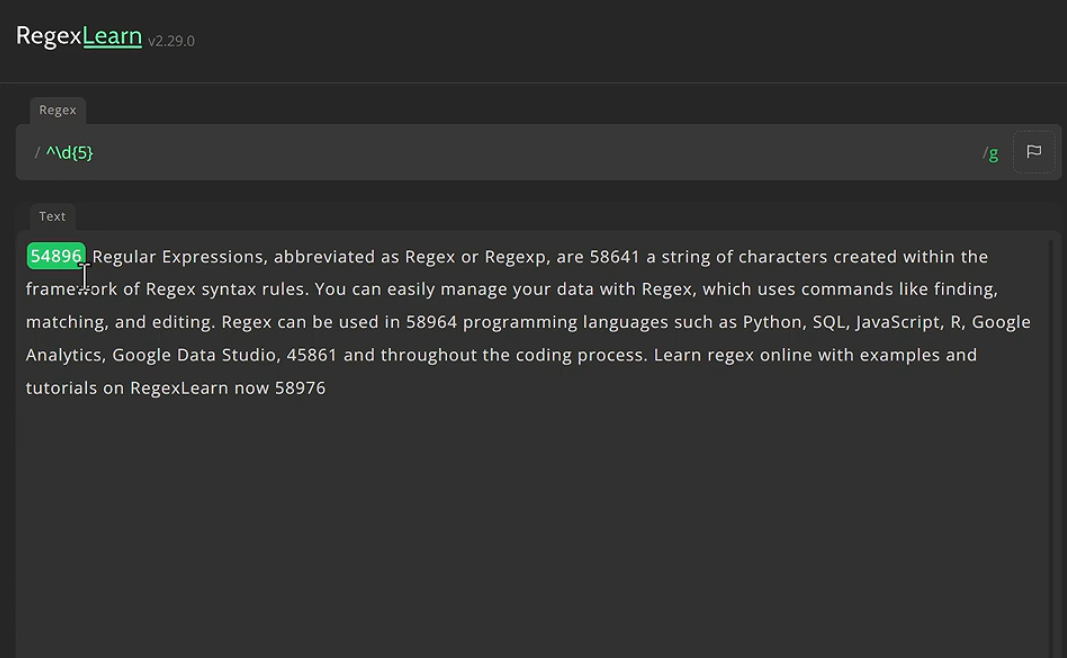 RegexLearn v2.29.0
Regex
/ ^\d{5} /g
Text
54896 Regular Expressions, abbreviated as Regex or Regexp, are 58641 a string of characters created within the
framework of Regex syntax rules. You can easily manage your data with Regex, which uses commands like finding,
matching, and editing. Regex can be used in 58964 programming languages such as Python, SQL, JavaScript, R, Google
Analytics, Google Data Studio, 45861 and throughout the coding process. Learn regex online with examples and
tutorials on RegexLearn now 58976